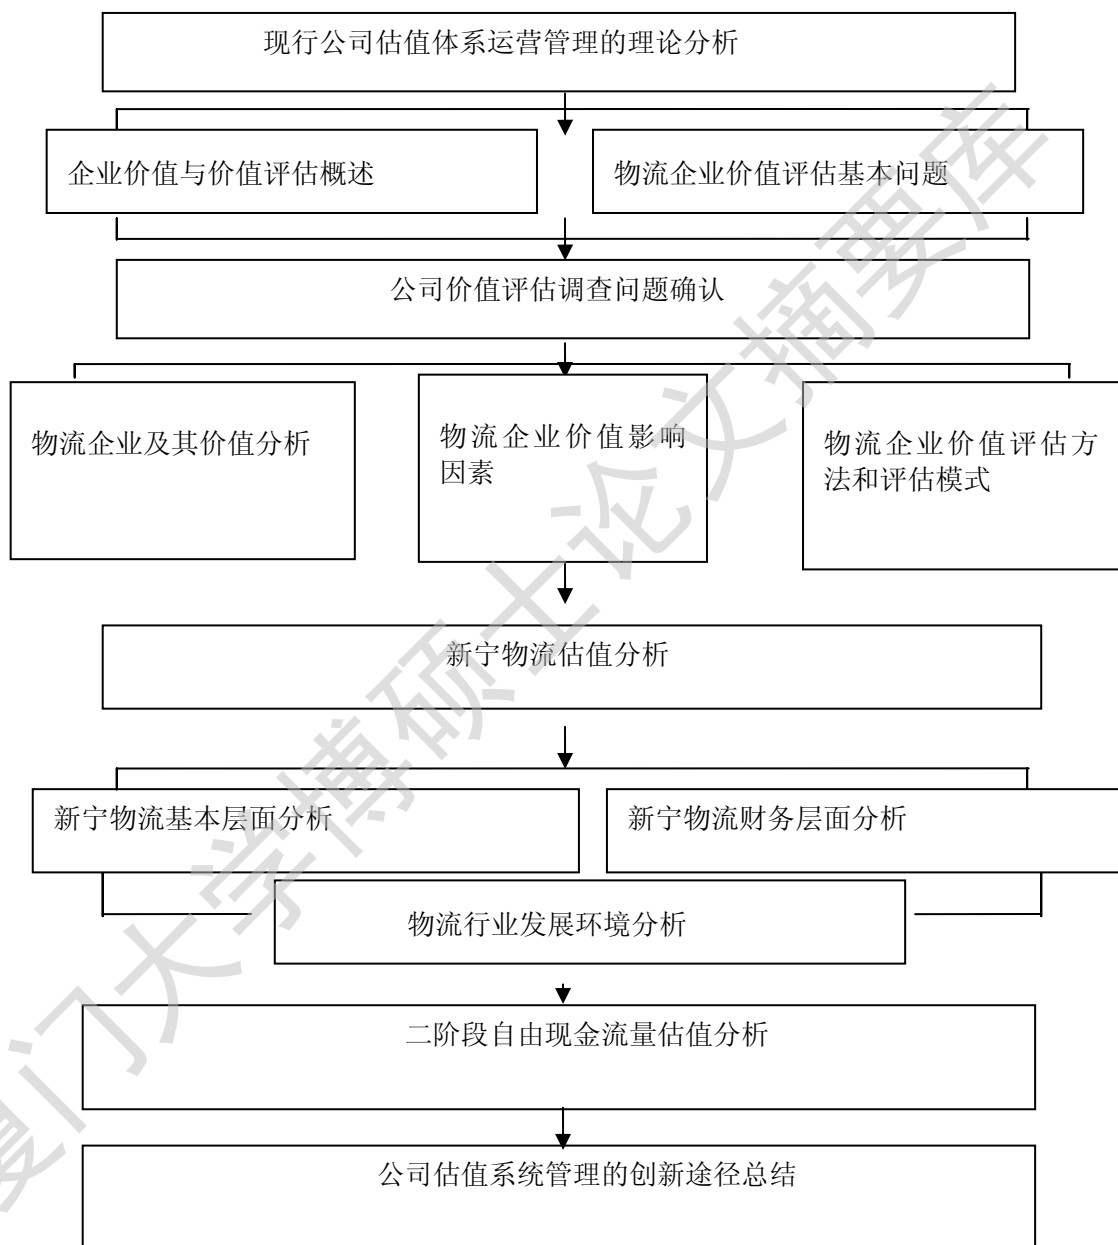 现行公司估值体系运营管理的理论分析
企业价值与价值评估概述
物流企业价值评估基本问题
公司价值评估调查问题确认
物流企业及其价值分析
物流企业价值影响
因素
物流企业价值评估方
法和评估模式
新宁物流估值分析
新宁物流基本层面分析
新宁物流财务层面分析
物流行业发展环境分析
二阶段自由现金流量估值分析
公司估值系统管理的创新途径总结
厦门大学博硕士论文摘要库